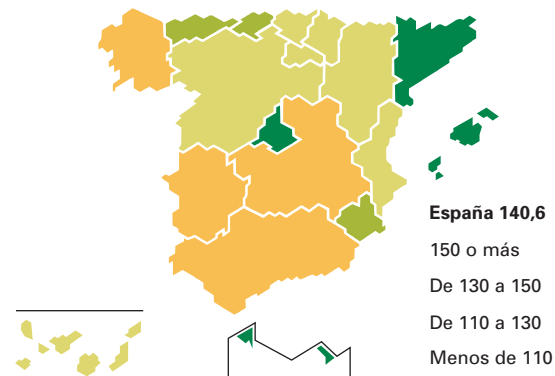 España 140,6
150 o más
De 130 a 150
De 110 a 130
Menos de 110